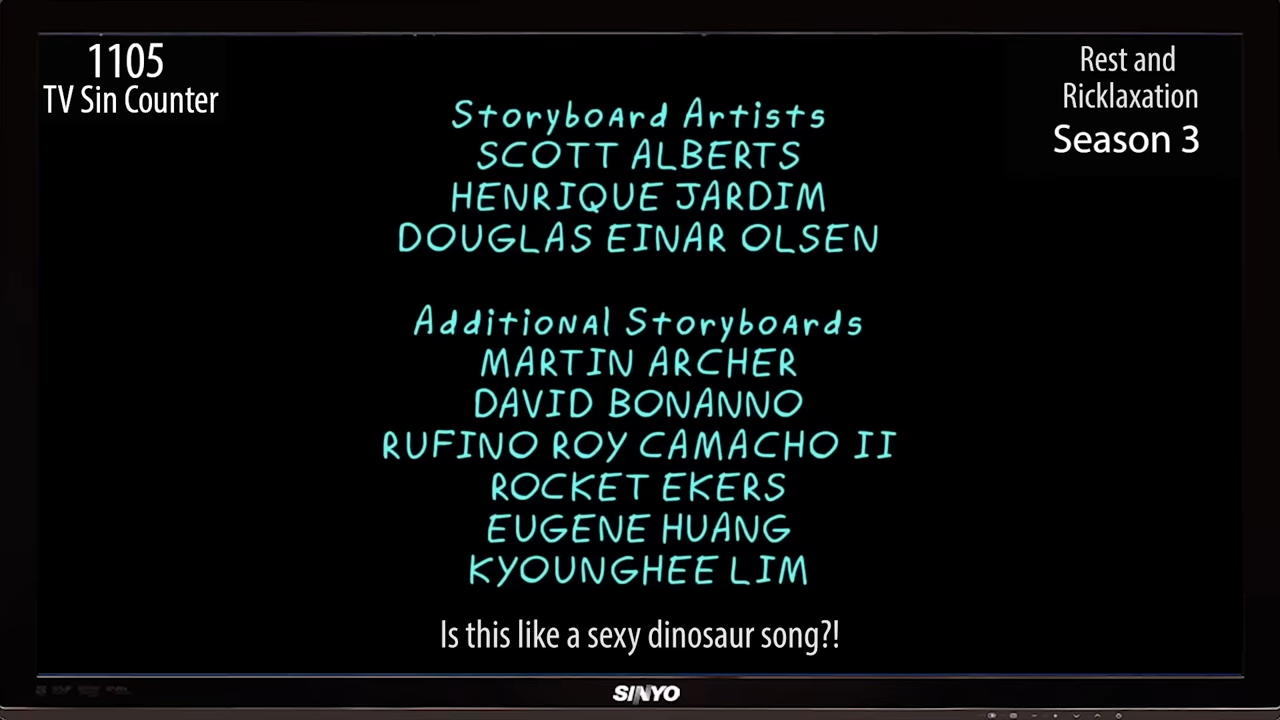 1105
TV Sin Counter
Rest and
Ricklaxation
Season 3
Storyboard Artists
SCOTT ALBERTS
HENRIQUE JARDIM
DOUGLAS EINAR OLSEN
Additional Storyboards
MARTIN ARCHER
DAVID BONANNO
RUFINO ROY CAMACHO II
ROCKET EKERS
EUGENE HUANG
KYOUNGHEE LIM
Is this like a sexy dinosaur song?!
SINYO